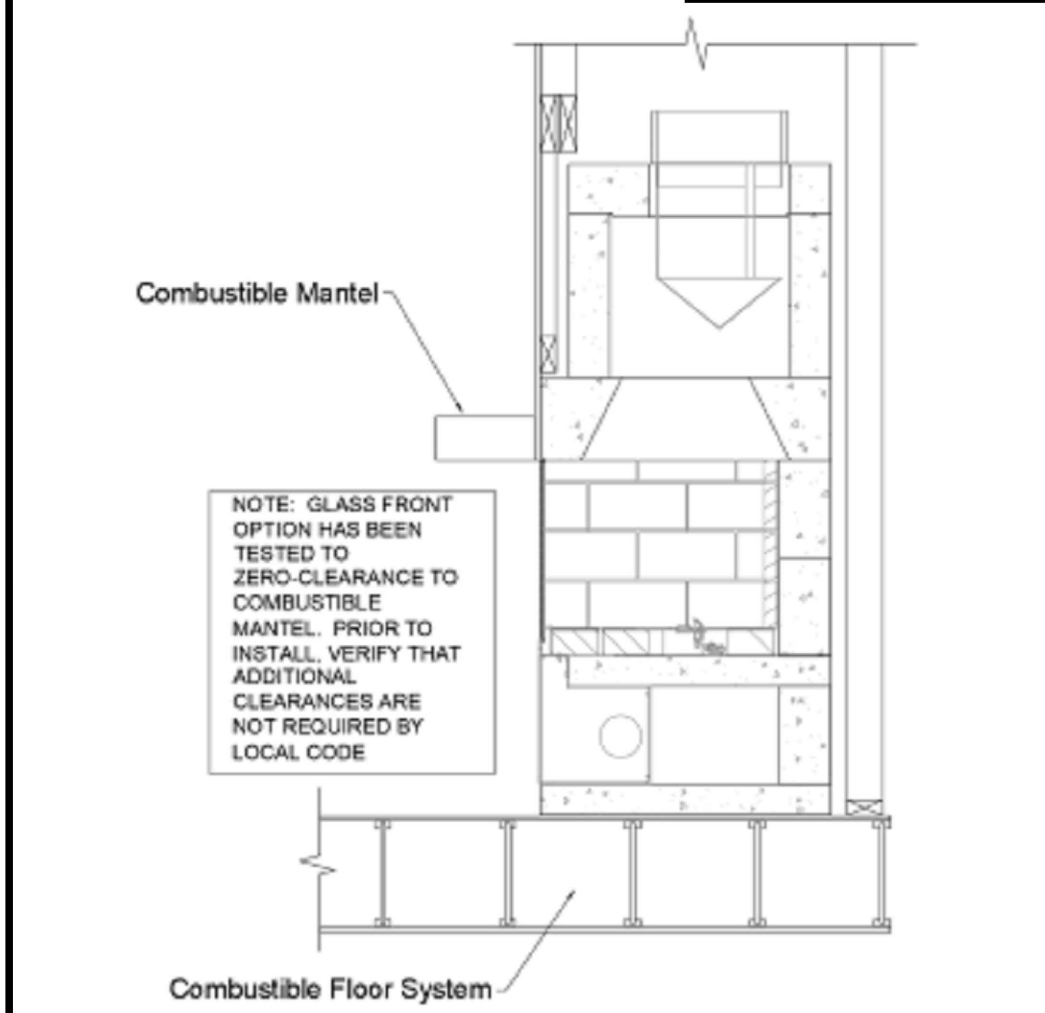 Combustible Mantel
NOTE: GLASS FRONT
OPTION HAS BEEN
TESTED TO
ZERO-CLEARANCE TO
COMBUSTIBLE
MANTEL. PRIOR TO
INSTALL, VERIFY THAT
ADDITIONAL
CLEARANCES ARE
NOT REQUIRED BY
LOCAL CODE
Combustible Floor System